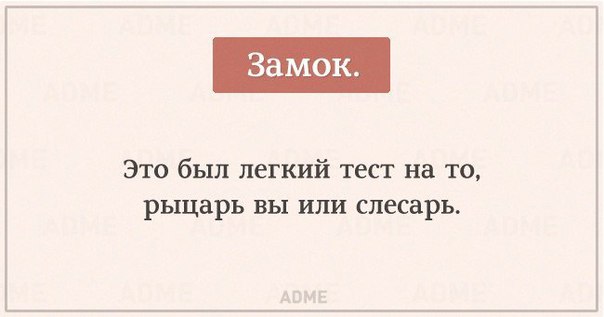 Замок.
Это был легкий тест на то,
рыцарь вы или слесарь.
ADME